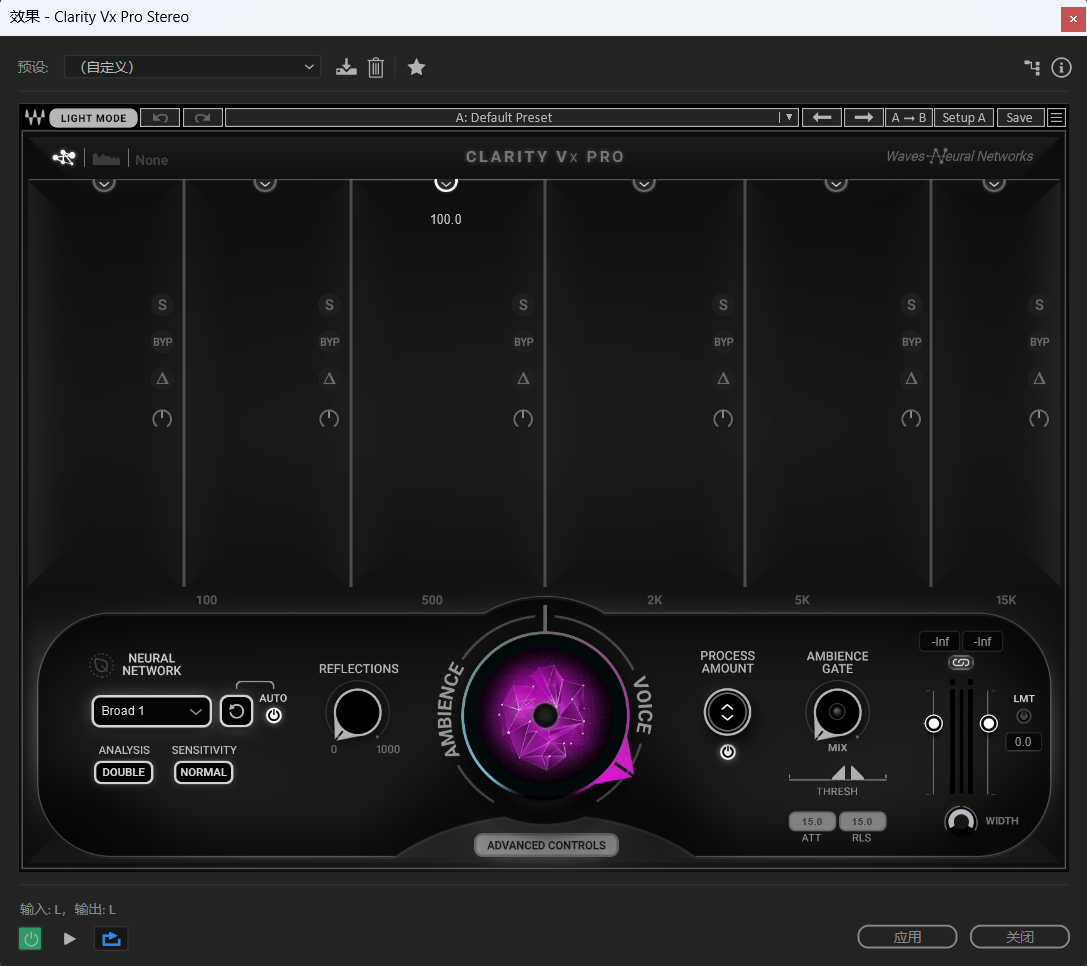 效果 - Clarity Vx Pro Stereo
预设: (自定义)
LIGHT MODE A: Default Preset A → B Setup A Save
None CLARITY Vx PRO Waves Neural Networks
100.0
S S S S S S
BYP BYP BYP BYP BYP BYP
Δ Δ Δ Δ Δ Δ
100 500 2K 5K 15K
-Inf -Inf
NEURAL
NETWORK
Broad 1
AUTO
ANALYSIS SENSITIVITY
DOUBLE NORMAL
REFLECTIONS
0 1000
AMBIENCE
VOICE
PROCESS
AMOUNT
AMBIENCE
GATE
MIX
THRESH
15.0 15.0
ATT RLS
LMT
0.0
WIDTH
ADVANCED CONTROLS
输入: L，输出: L
应用 关闭